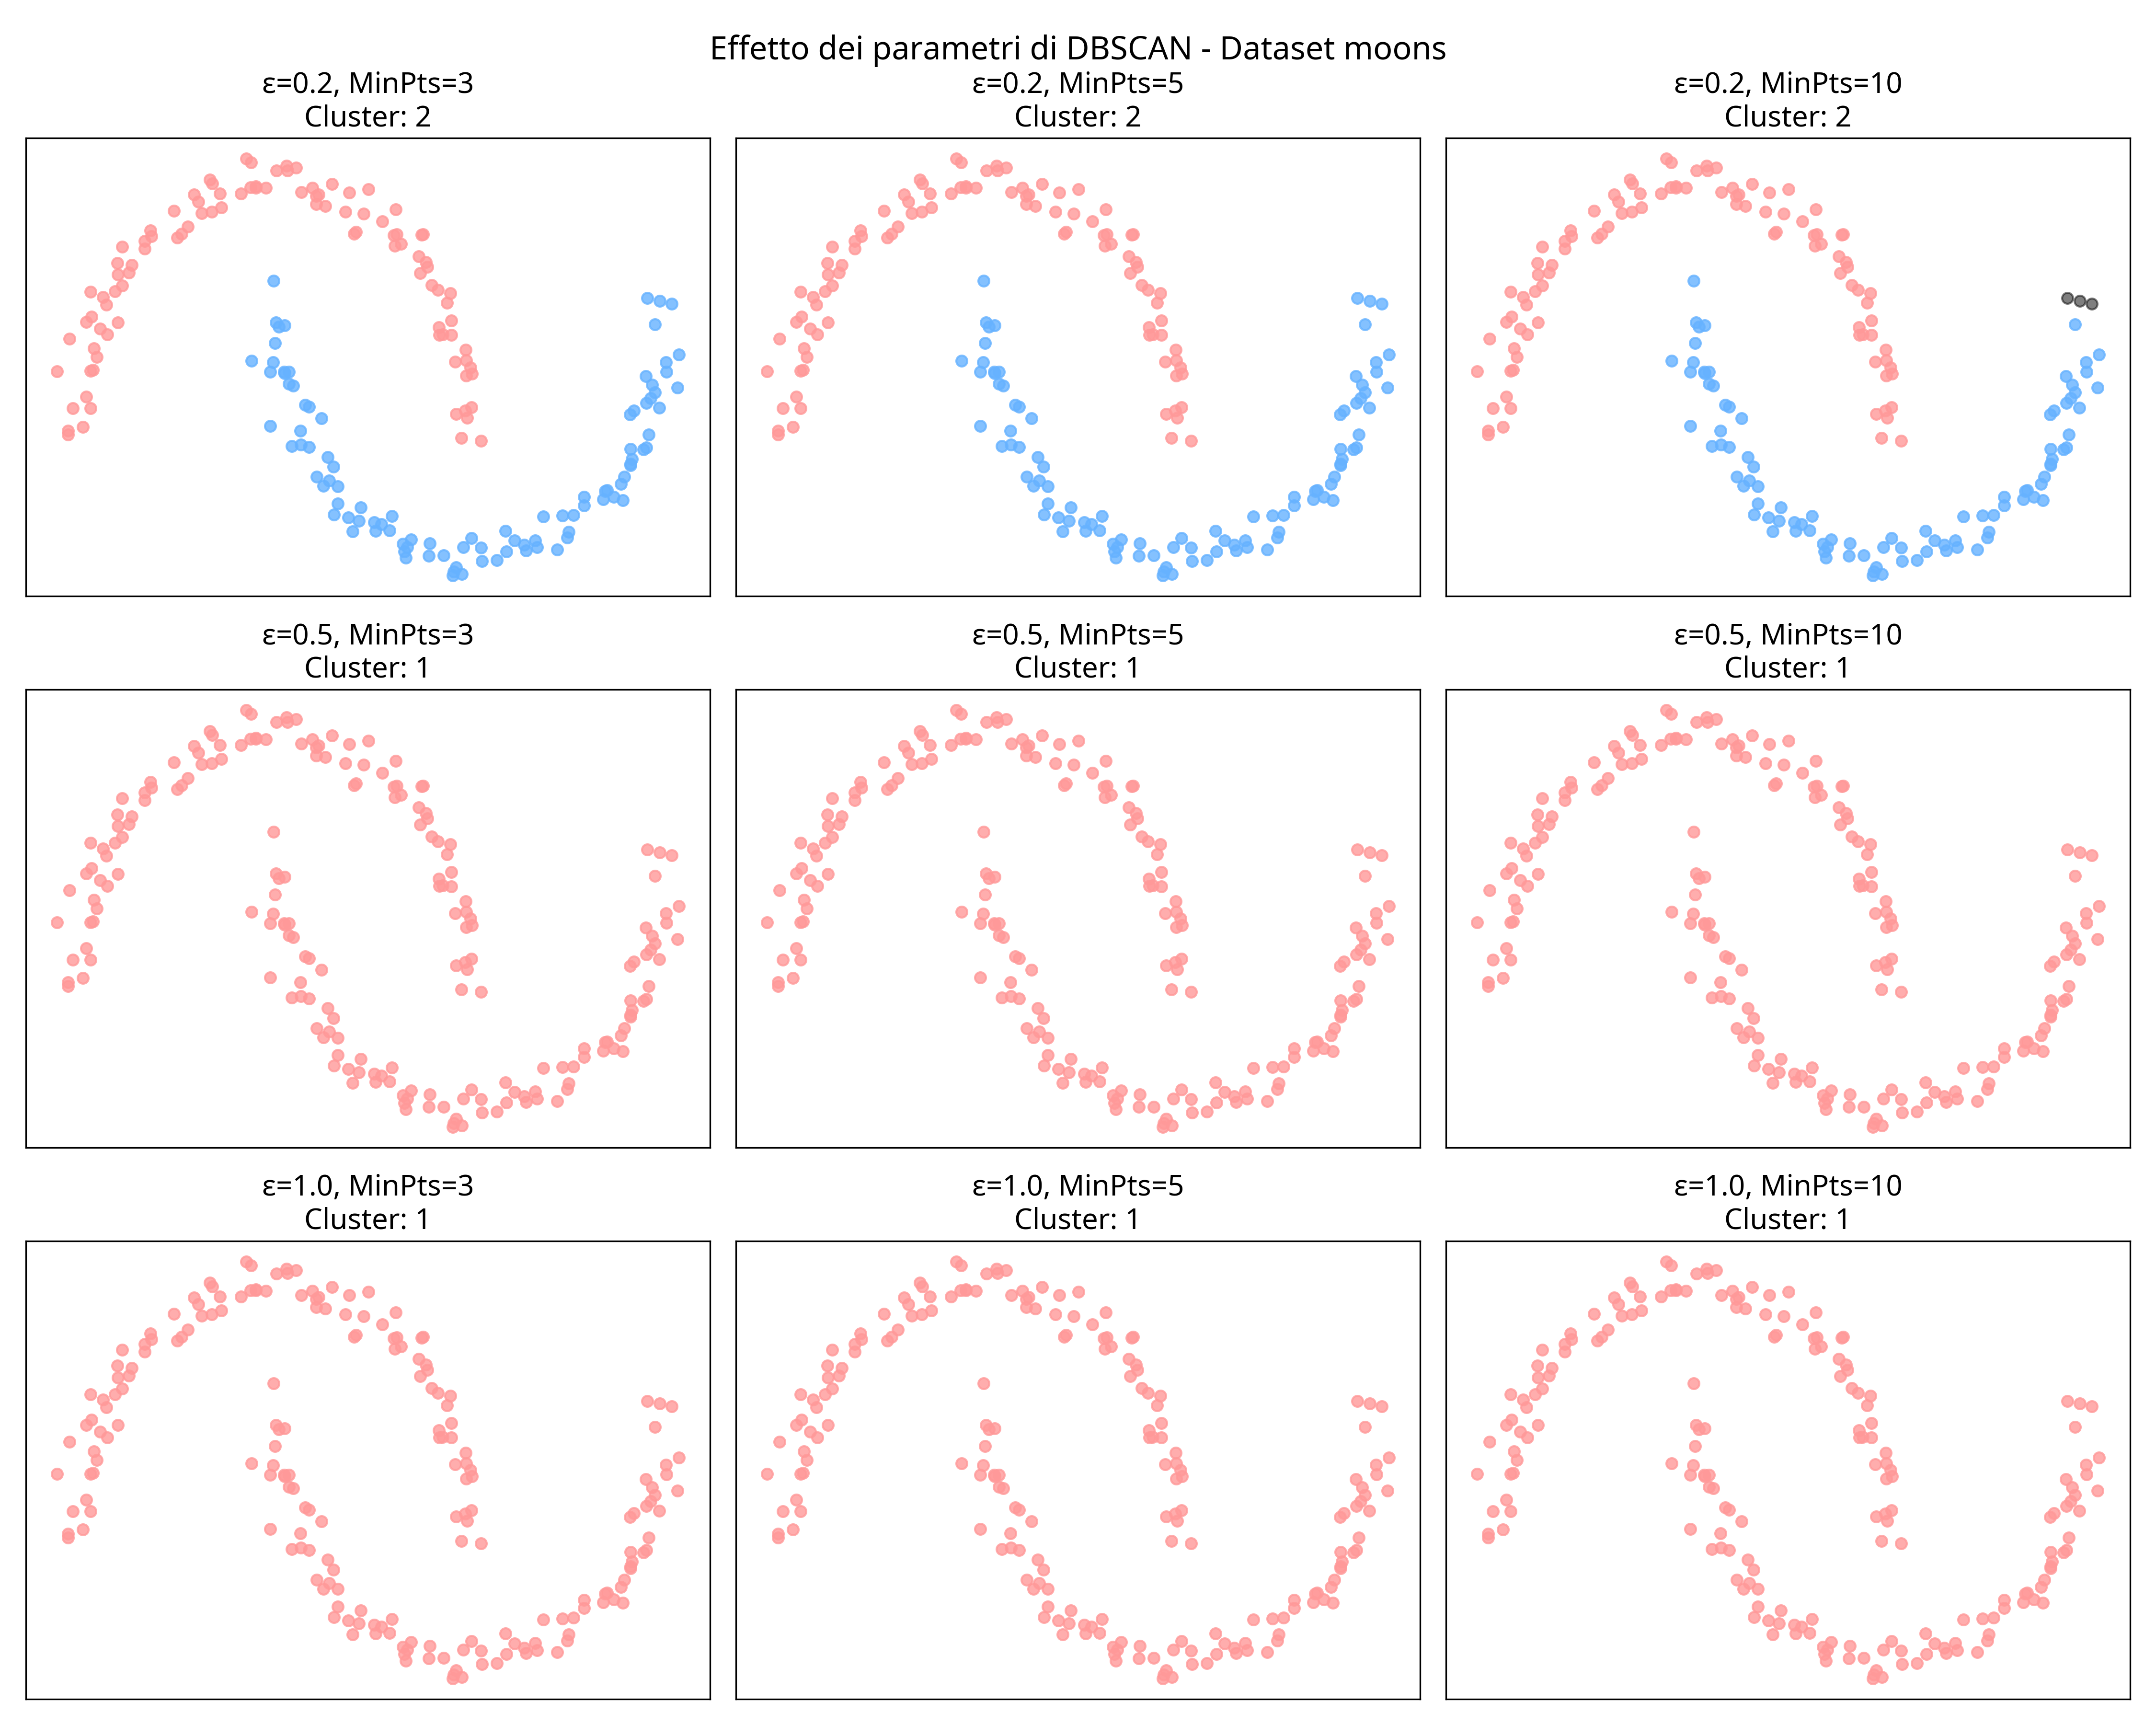 Effetto dei parametri di DBSCAN - Dataset moons
ε=0.2, MinPts=3
Cluster: 2
ε=0.2, MinPts=5
Cluster: 2
ε=0.2, MinPts=10
Cluster: 2
ε=0.5, MinPts=3
Cluster: 1
ε=0.5, MinPts=5
Cluster: 1
ε=0.5, MinPts=10
Cluster: 1
ε=1.0, MinPts=3
Cluster: 1
ε=1.0, MinPts=5
Cluster: 1
ε=1.0, MinPts=10
Cluster: 1